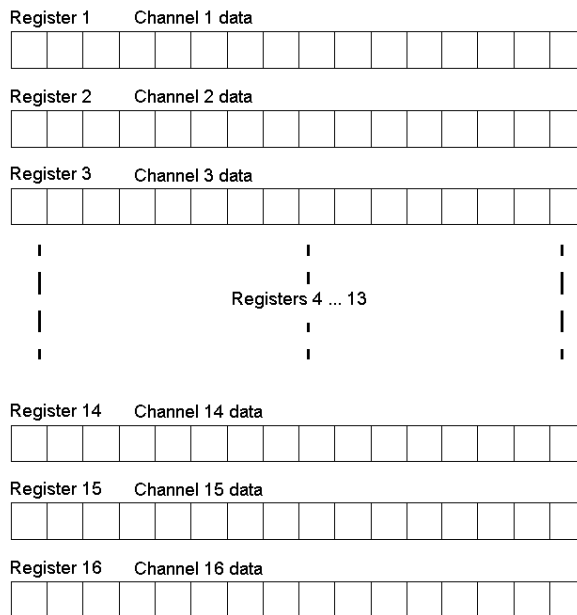 Register 1 Channel 1 data
Register 2 Channel 2 data
Register 3 Channel 3 data
Registers 4 ... 13
Register 14 Channel 14 data
Register 15 Channel 15 data
Register 16 Channel 16 data